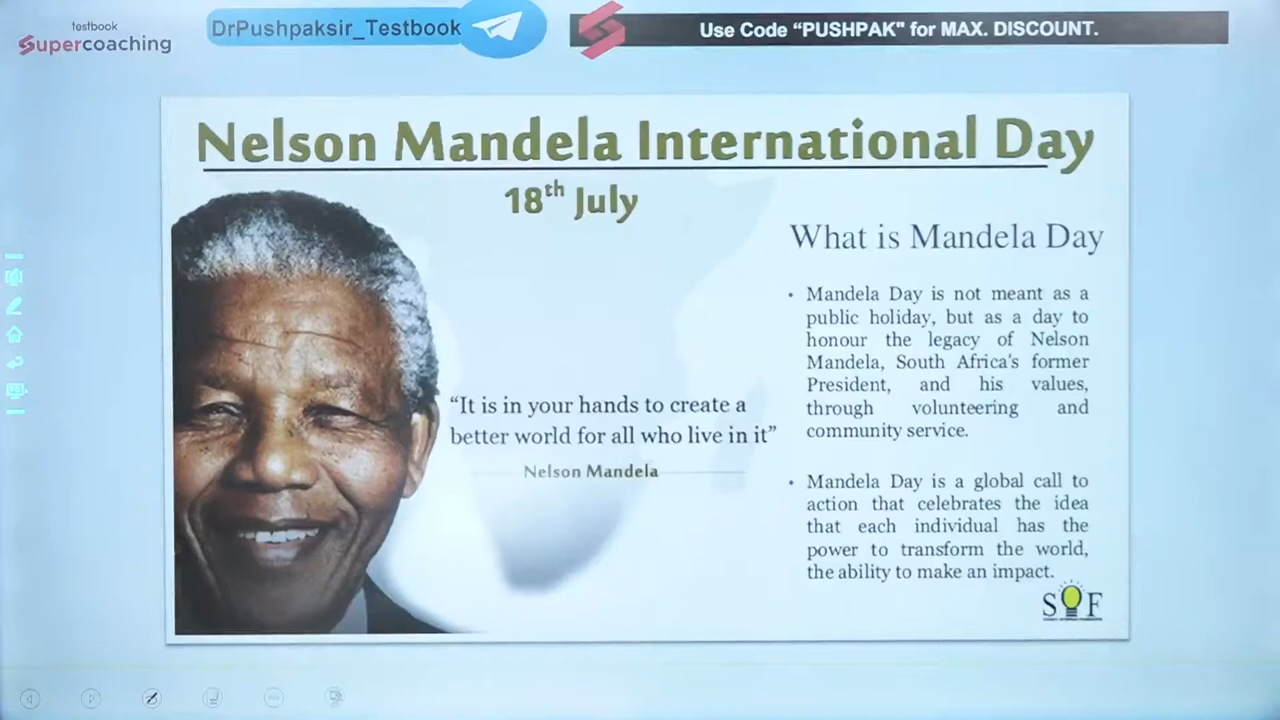 testbook
Supercoaching
DrPushpaksir_Testbook
Use Code “PUSHPAK" for MAX. DISCOUNT.
Nelson Mandela International Day
18th July
What is Mandela Day
• Mandela Day is not meant as a
public holiday, but as a day to
honour the legacy of Nelson
Mandela, South Africa's former
President, and his values,
through volunteering and
community service.
“It is in your hands to create a
better world for all who live in it”
Nelson Mandela
• Mandela Day is a global call to
action that celebrates the idea
that each individual has the
power to transform the world,
the ability to make an impact.
SOF